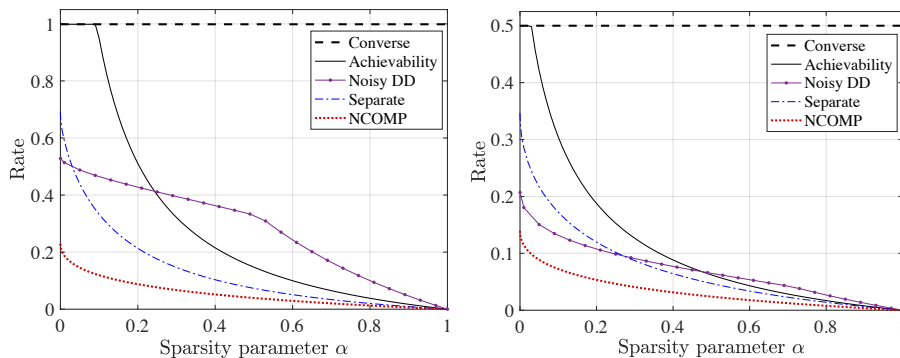 1
0.8
0.6
0.4
0.2
0
Rate
0
0.2
0.4
0.6
0.8
1
Sparsity parameter α
Converse
Achievability
Noisy DD
Separate
NCOMP
0.5
0.4
0.3
0.2
0.1
0
Rate
0
0.2
0.4
0.6
0.8
Sparsity parameter α
Converse
Achievability
Noisy DD
Separate
NCOMP